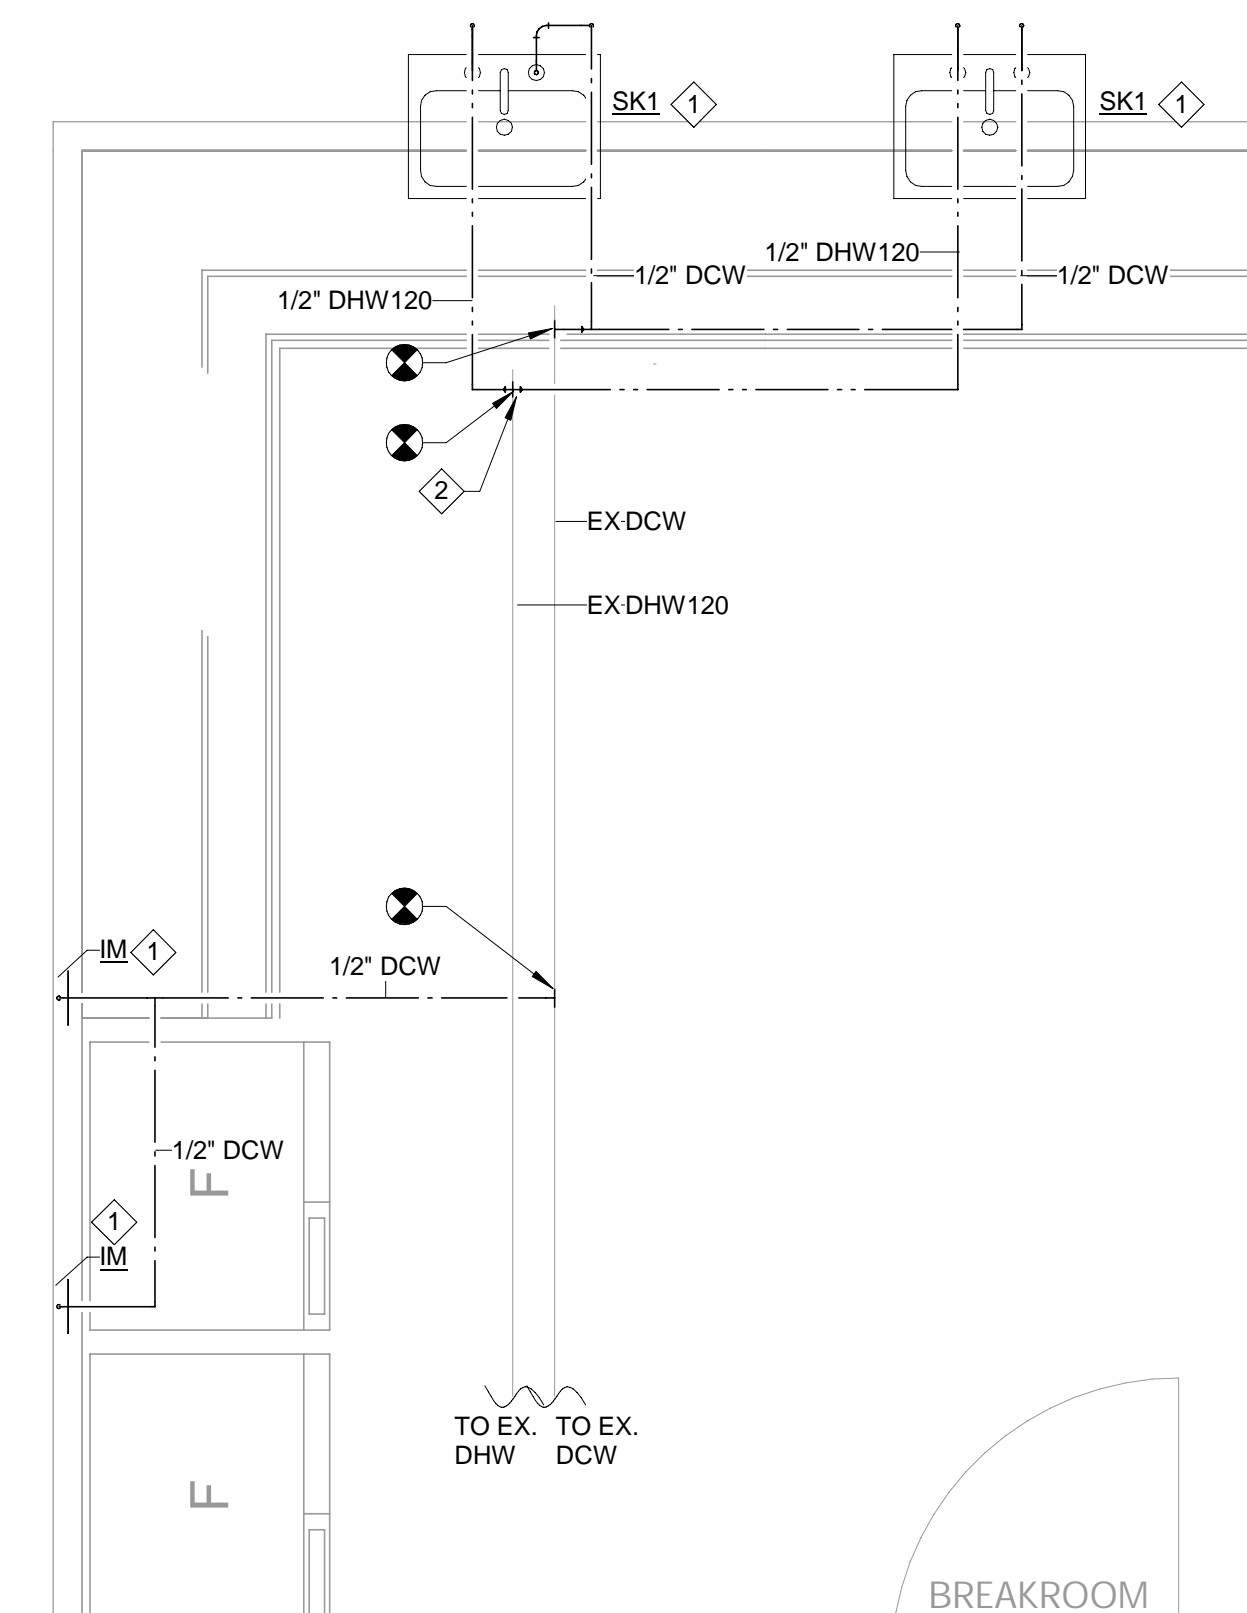 SK1 1
SK1 1
1/2" DHW120
1/2" DCW
1/2" DCW
1/2" DHW120
2
EX DCW
EX DHW120
IM 1
1/2" DCW
1/2" DCW
F
1
IM
TO EX.
DHW
TO EX.
DCW
F
BREAKROOM